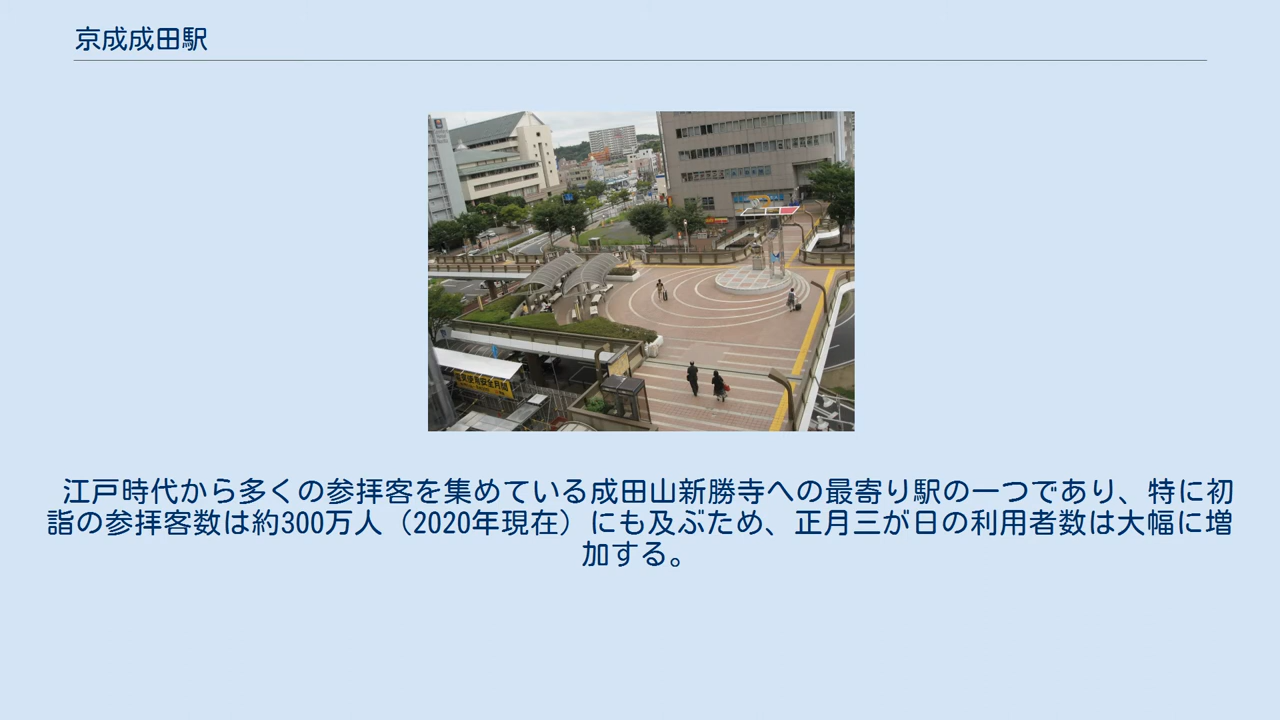 京成成田駅
江戸時代から多くの参拝客を集めている成田山新勝寺への最寄り駅の一つであり、特に初
詣の参拝客数は約300万人（2020年現在）にも及ぶため、正月三が日の利用者数は大幅に増
加する。